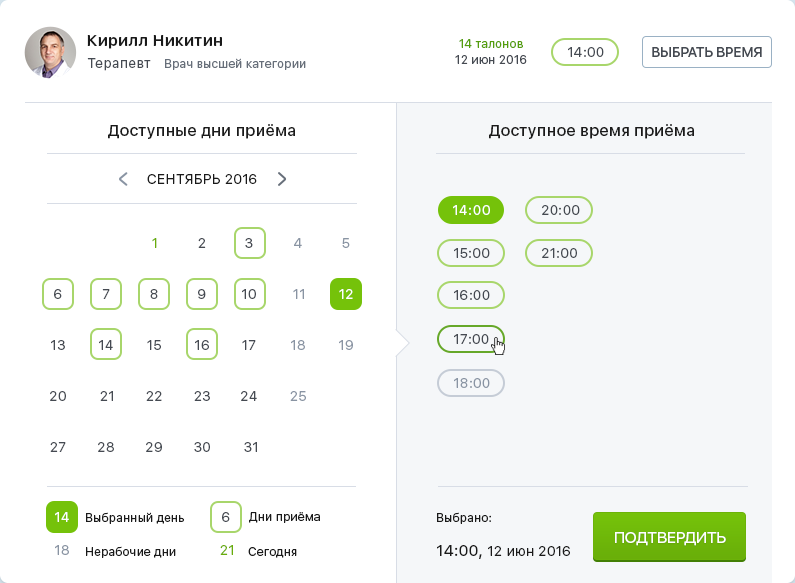 Кирилл Никитин
Терапевт Врач высшей категории
14 талонов
12 июн 2016
14:00
ВЫБРАТЬ ВРЕМЯ
Доступные дни приёма
СЕНТЯБРЬ 2016
1 2 3 4 5
6 7 8 9 10 11 12
13 14 15 16 17 18 19
20 21 22 23 24 25
27 28 29 30 31
14 Выбранный день 6 Дни приёма
18 Нерабочие дни 21 Сегодня
Доступное время приёма
14:00 20:00
15:00 21:00
16:00
17:00
18:00
Выбрано:
14:00, 12 июн 2016
ПОДТВЕРДИТЬ